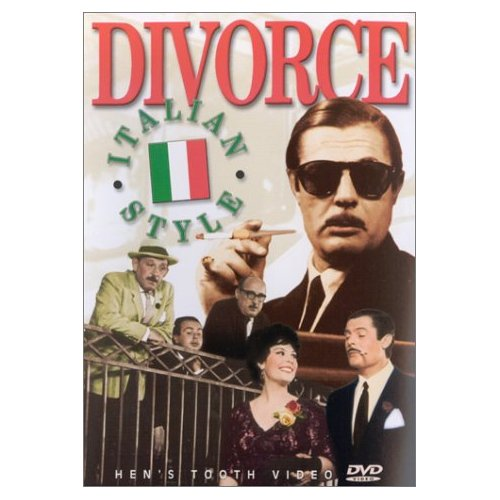 DIVORCE
• ITALIAN •
STYLE
HEN'S TOOTH VIDEO
DVD
VIDEO